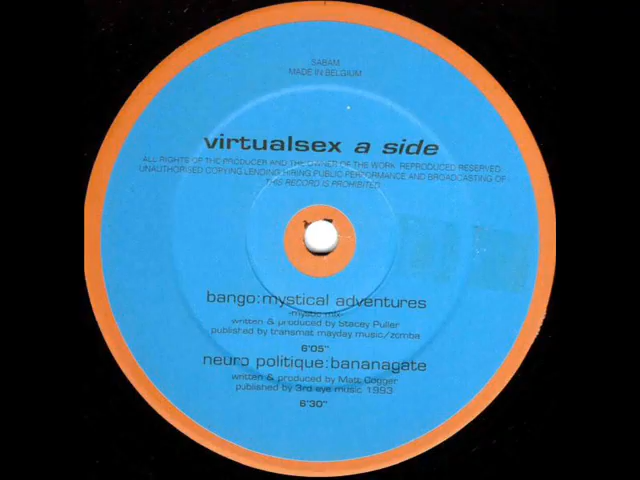 SABAM
MADE IN BELGIUM
virtualsex a side
ALL RIGHTS OF THE PRODUCER AND THE OWNER OF THE WORK REPRODUCED RESERVED
UNAUTHORISED COPYING LENDING HIRING PUBLIC PERFORMANCE AND BROADCASTING OF
THIS RECORD IS PROHIBITED
bango:mystical adventures
-mystic mix-
written & produced by Stacey Puller
published by transmat mayday music/zomba
6'05"
neuro politique:bananagate
written & produced by Matt Cogger
published by 3rd eye music 1993
6'30"